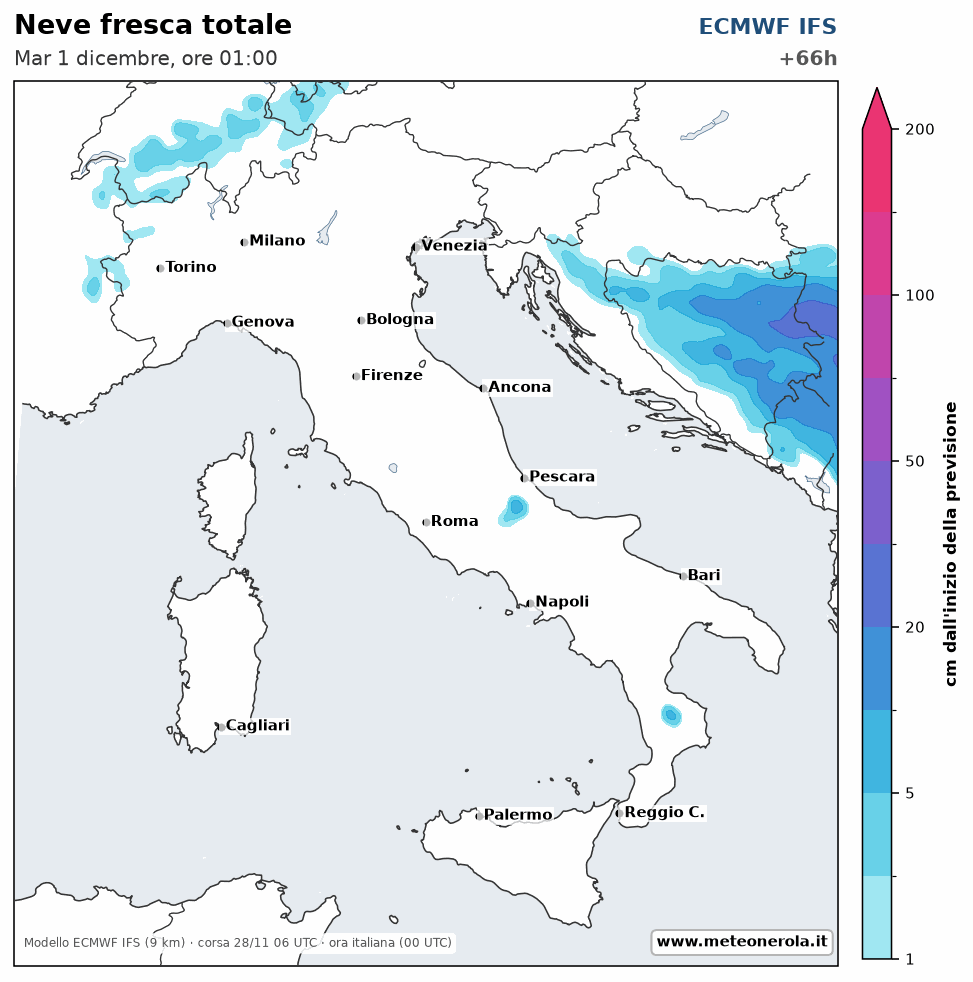 Neve fresca totale
ECMWF IFS
Mar 1 dicembre, ore 01:00
+66h
Milano
Venezia
Torino
Genova
Bologna
Firenze
Ancona
Pescara
Roma
Bari
Napoli
Cagliari
Palermo
Reggio C.
200
100
50
20
5
1
cm dall'inizio della previsione
Modello ECMWF IFS (9 km) · corsa 28/11 06 UTC · ora italiana (00 UTC)
www.meteonerola.it